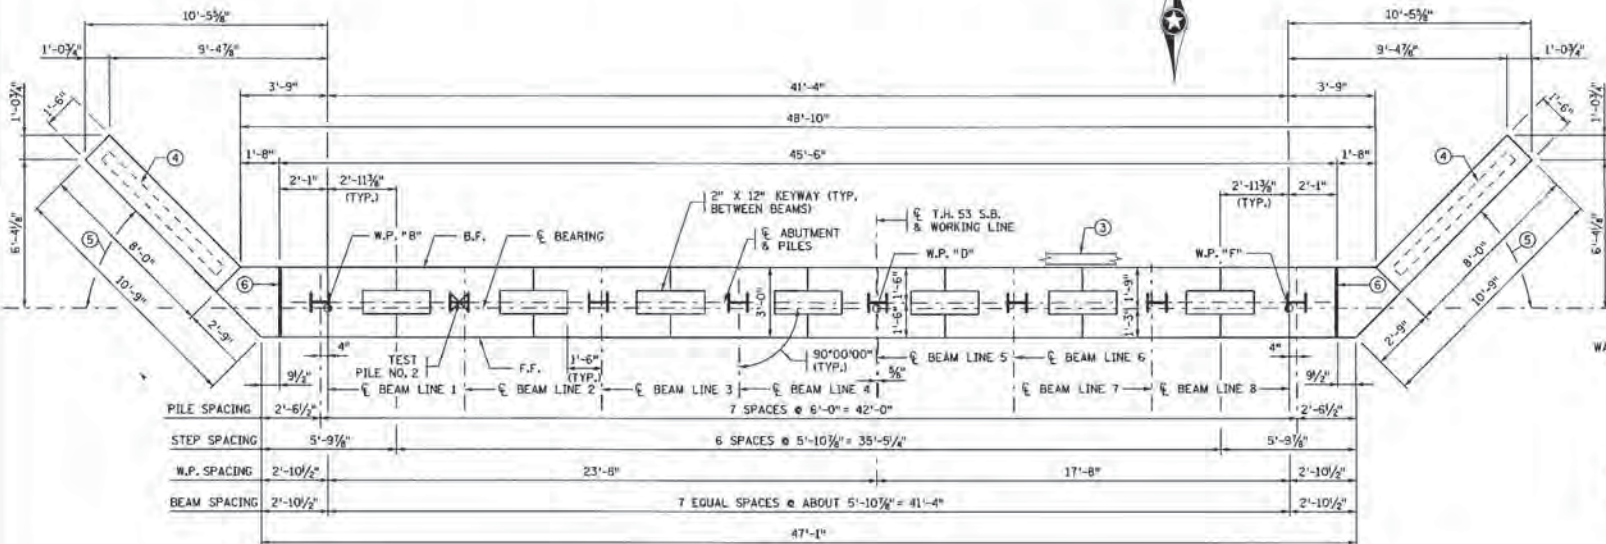 10'-5⅝"
10'-5⅝"
1'-0¾"
9'-4⅞"
9'-4⅞"
1'-0¾"
3'-9"
41'-4"
3'-9"
1'-0¾"
1'-6"
48'-10"
1'-6"
1'-0¾"
④
1'-8"
45'-6"
1'-8"
④
2'-1"
2'-11⅜"
(TYP.)
2" X 12" KEYWAY (TYP.
BETWEEN BEAMS)
℄ T.H. 53 S.B.
& WORKING LINE
2'-11⅜"
(TYP.)
2'-1"
6'-4⅛"
⑤
8'-0"
10'-9"
2'-9"
W.P. "B"
B.F.
℄ BEARING
℄ ABUTMENT
& PILES
W.P. "D"
③
W.P. "F"
8'-0"
⑤
10'-9"
2'-9"
6'-4⅛"
⑥
3'-0"
1'-6"
1'-6"
1'-9"
1'-3"
⑥
WA
4"
TEST
PILE NO. 2
F.F.
1'-6"
(TYP.)
90°00'00"
(TYP.)
⅝"
4"
9½"
℄ BEAM LINE 1
℄ BEAM LINE 2
℄ BEAM LINE 3
℄ BEAM LINE 4
℄ BEAM LINE 5
℄ BEAM LINE 6
℄ BEAM LINE 7
℄ BEAM LINE 8
9½"
PILE SPACING 2'-6½" 7 SPACES @ 6'-0" = 42'-0" 2'-6½"
STEP SPACING 5'-9⅞" 6 SPACES @ 5'-10⅞" = 35'-5¼" 5'-9⅞"
W.P. SPACING 2'-10½" 23'-8" 17'-8" 2'-10½"
BEAM SPACING 2'-10½" 7 EQUAL SPACES @ ABOUT 5'-10⅞" = 41'-4" 2'-10½"
47'-1"